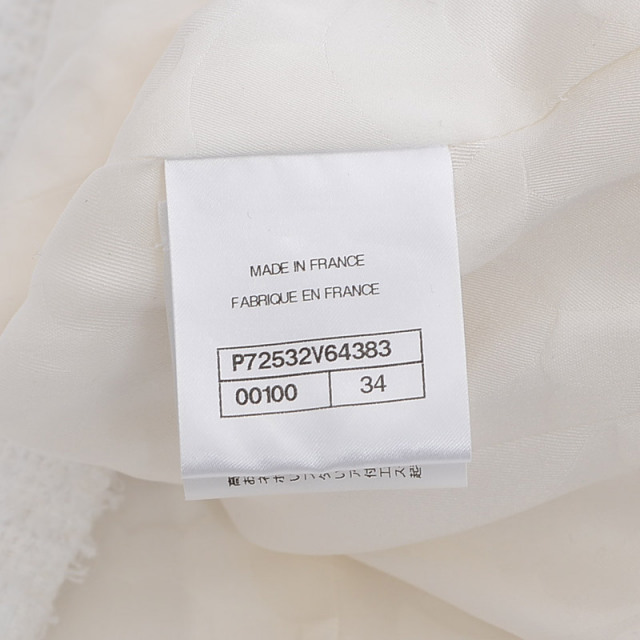 MADE IN FRANCE
FABRIQUE EN FRANCE
P72532V64383
00100 34